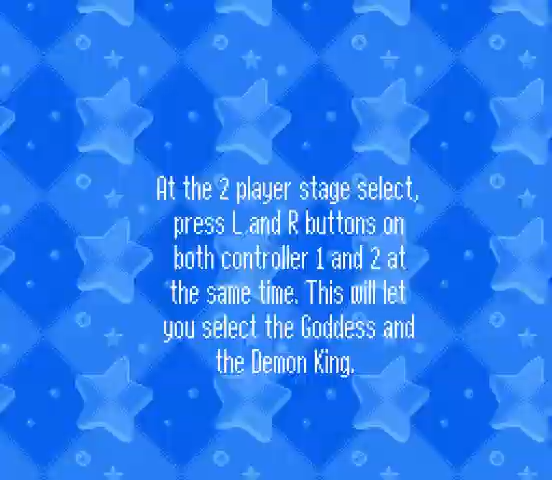 At the 2 player stage select,
press L and R buttons on
both controller 1 and 2 at
the same time. This will let
you select the Goddess and
the Demon King.